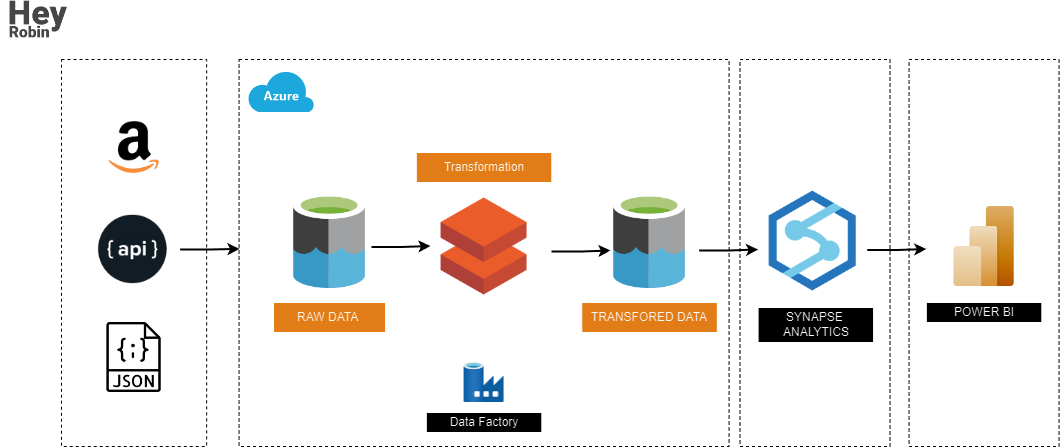 Hey
Robin
Azure
a
Transformation
{ api }
{;}
JSON
RAW DATA
TRANSFORED DATA
SYNAPSE
ANALYTICS
POWER BI
Data Factory